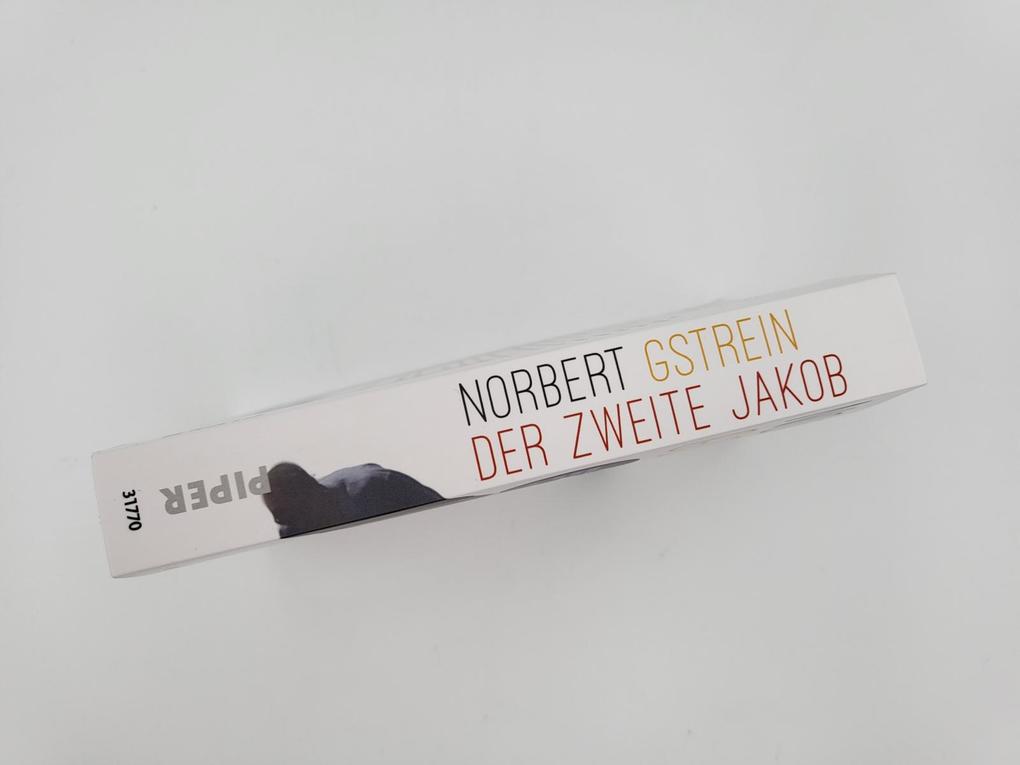 NORBERT GSTREIN
DER ZWEITE JAKOB
PIPER
31770